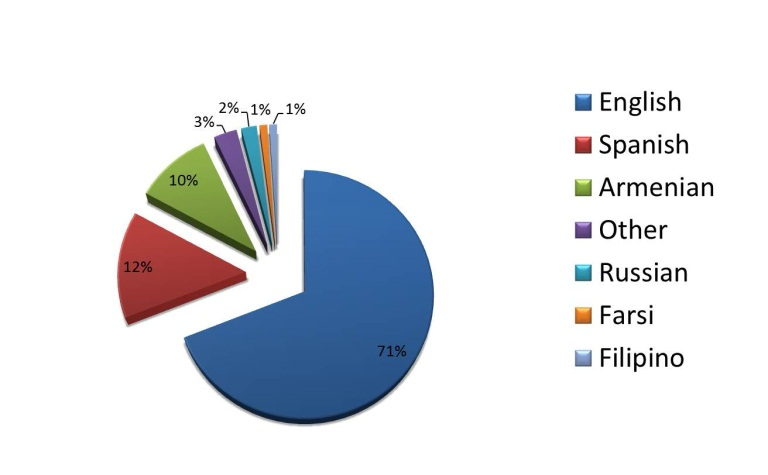 2%
1%
1%
3%
10%
12%
71%
English
Spanish
Armenian
Other
Russian
Farsi
Filipino